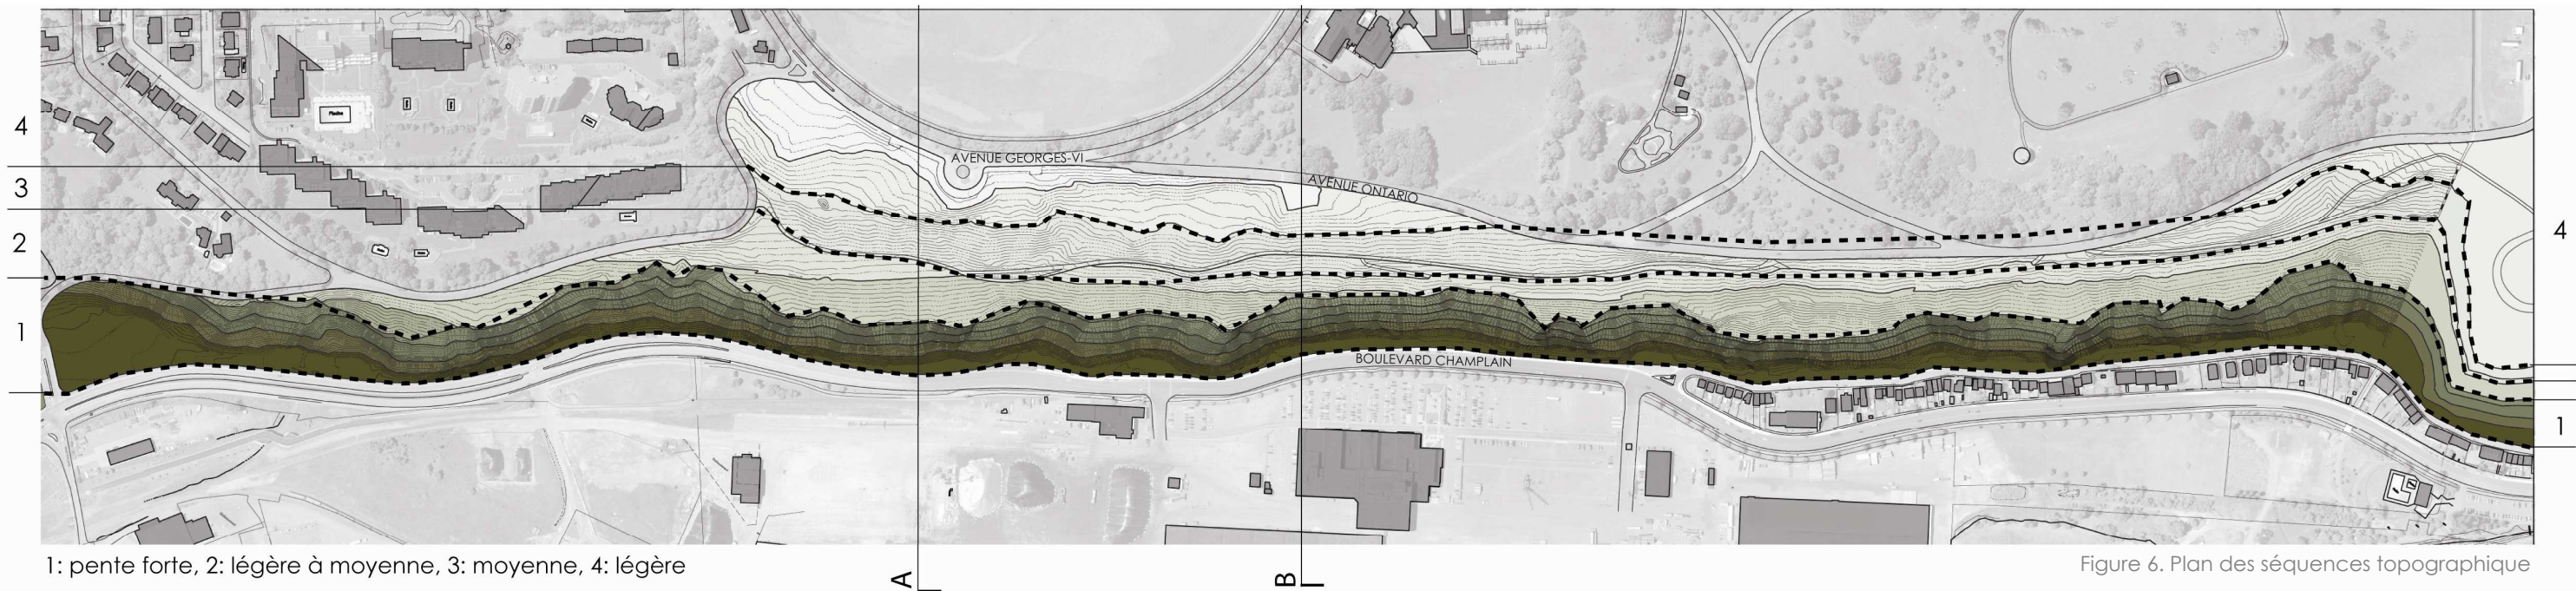 4
3
2
1
Piscine
AVENUE GEORGES-VI
AVENUE ONTARIO
BOULEVARD CHAMPLAIN
4
1
1: pente forte, 2: légère à moyenne, 3: moyenne, 4: légère
A
B
Figure 6. Plan des séquences topographique